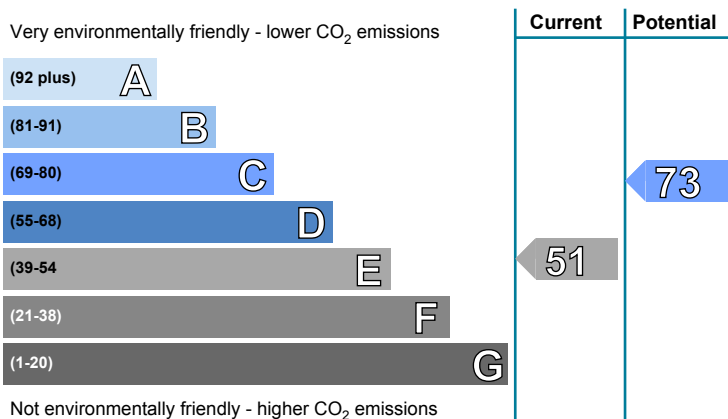 Current Potential
Very environmentally friendly - lower CO2 emissions
(92 plus) A
(81-91) B
(69-80) C
73
(55-68) D
(39-54 E
51
(21-38) F
(1-20) G
Not environmentally friendly - higher CO2 emissions